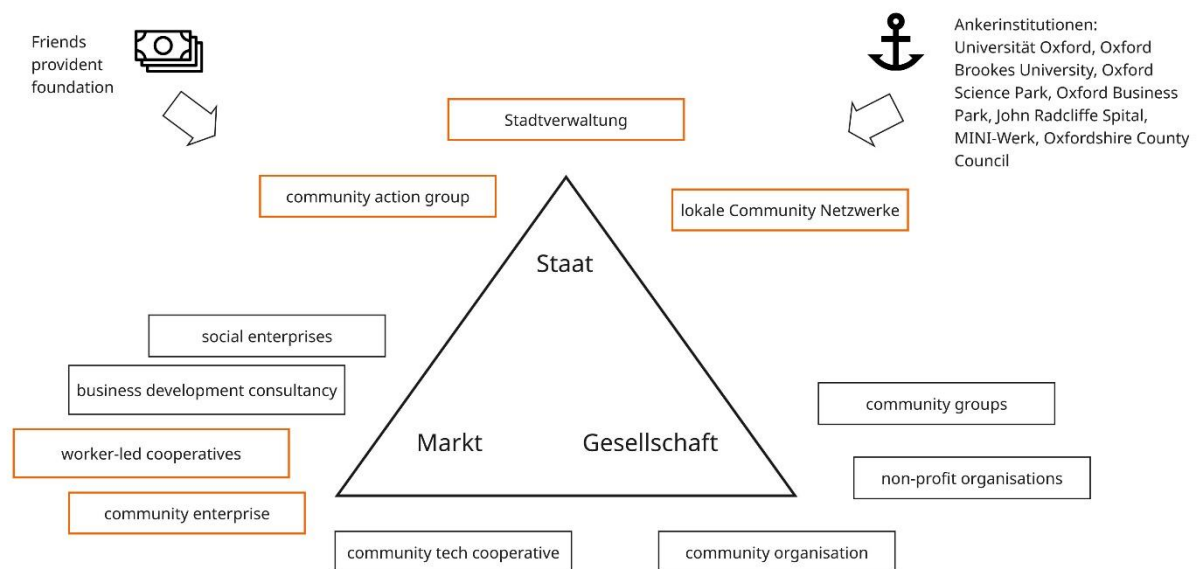 Friends
provident
foundation
Ankerinstitutionen:
Universität Oxford, Oxford
Brookes University, Oxford
Science Park, Oxford Business
Park, John Radcliffe Spital,
MINI-Werk, Oxfordshire County
Council
Stadtverwaltung
community action group
lokale Community Netzwerke
Staat
social enterprises
business development consultancy
community groups
worker-led cooperatives
Markt
Gesellschaft
non-profit organisations
community enterprise
community tech cooperative
community organisation